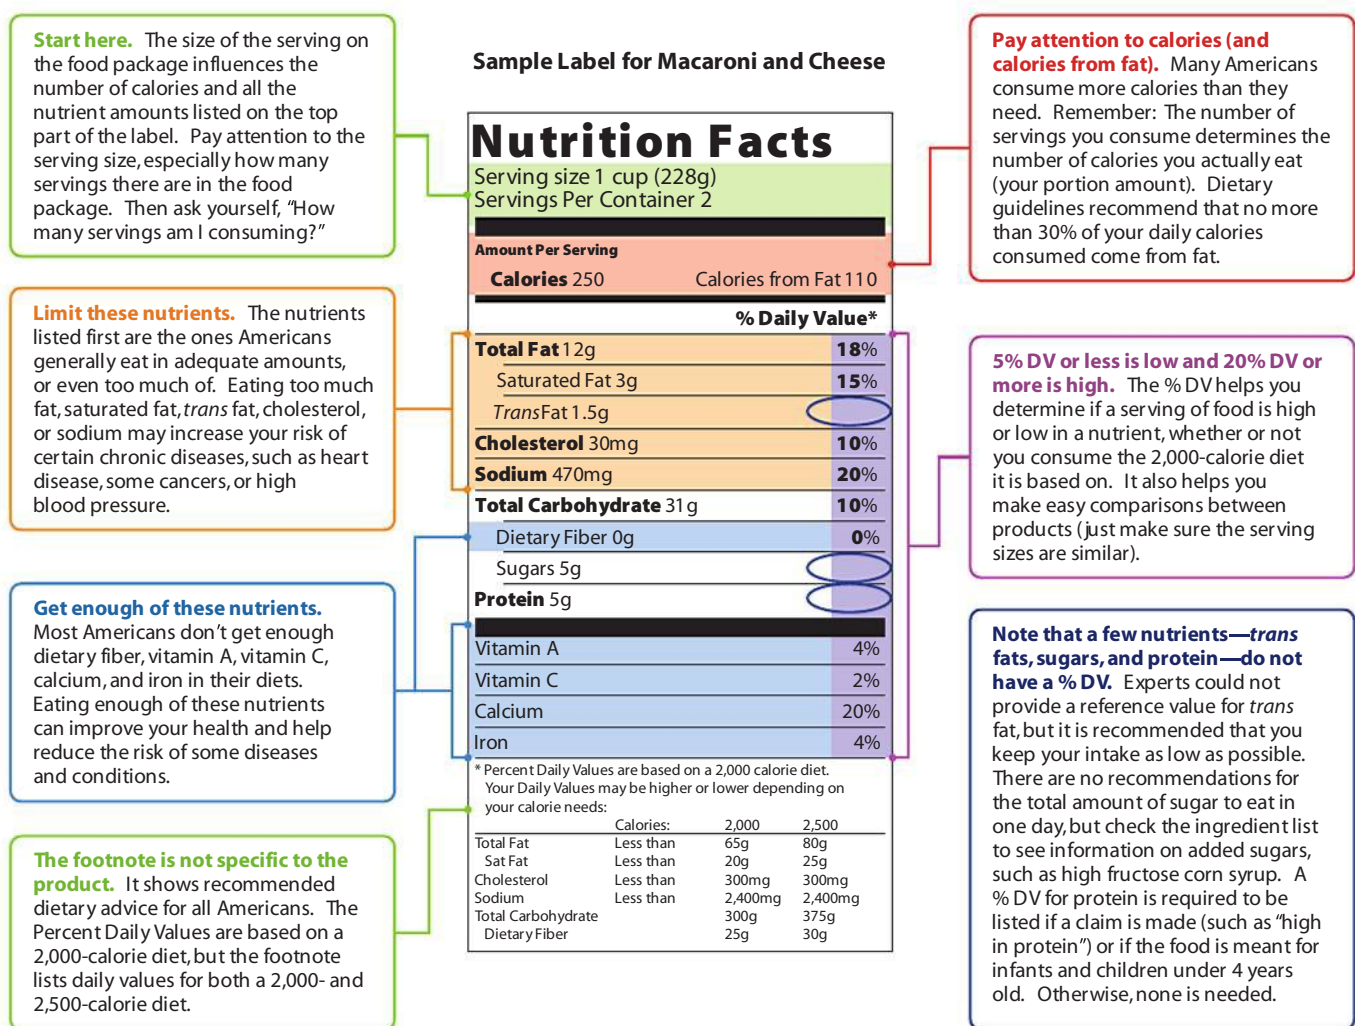 Start here. The size of the serving on
the food package influences the
number of calories and all the
nutrient amounts listed on the top
part of the label. Pay attention to the
serving size, especially how many
servings there are in the food
package. Then ask yourself, “How
many servings am I consuming?”
Limit these nutrients. The nutrients
listed first are the ones Americans
generally eat in adequate amounts,
or even too much of. Eating too much
fat, saturated fat, trans fat, cholesterol,
or sodium may increase your risk of
certain chronic diseases, such as heart
disease, some cancers, or high
blood pressure.
Get enough of these nutrients.
Most Americans don’t get enough
dietary fiber, vitamin A, vitamin C,
calcium, and iron in their diets.
Eating enough of these nutrients
can improve your health and help
reduce the risk of some diseases
and conditions.
The footnote is not specific to the
product. It shows recommended
dietary advice for all Americans. The
Percent Daily Values are based on a
2,000-calorie diet, but the footnote
lists daily values for both a 2,000- and
2,500-calorie diet.
Sample Label for Macaroni and Cheese
Nutrition Facts
Serving size 1 cup (228g)
Servings Per Container 2
Amount Per Serving
Calories 250 Calories from Fat 110
% Daily Value*
Total Fat 12g 18%
Saturated Fat 3g 15%
Trans Fat 1.5g
Cholesterol 30mg 10%
Sodium 470mg 20%
Total Carbohydrate 31g 10%
Dietary Fiber 0g 0%
Sugars 5g
Protein 5g
Vitamin A 4%
Vitamin C 2%
Calcium 20%
Iron 4%
* Percent Daily Values are based on a 2,000 calorie diet.
Your Daily Values may be higher or lower depending on
your calorie needs:
Calories: 2,000 2,500
Total Fat Less than 65g 80g
Sat Fat Less than 20g 25g
Cholesterol Less than 300mg 300mg
Sodium Less than 2,400mg 2,400mg
Total Carbohydrate 300g 375g
Dietary Fiber 25g 30g
Pay attention to calories (and
calories from fat). Many Americans
consume more calories than they
need. Remember: The number of
servings you consume determines the
number of calories you actually eat
(your portion amount). Dietary
guidelines recommend that no more
than 30% of your daily calories
consumed come from fat.
5% DV or less is low and 20% DV or
more is high. The % DV helps you
determine if a serving of food is high
or low in a nutrient, whether or not
you consume the 2,000-calorie diet
it is based on. It also helps you
make easy comparisons between
products (just make sure the serving
sizes are similar).
Note that a few nutrients—trans
fats, sugars, and protein—do not
have a % DV. Experts could not
provide a reference value for trans
fat, but it is recommended that you
keep your intake as low as possible.
There are no recommendations for
the total amount of sugar to eat in
one day, but check the ingredient list
to see information on added sugars,
such as high fructose corn syrup. A
% DV for protein is required to be
listed if a claim is made (such as “high
in protein”) or if the food is meant for
infants and children under 4 years
old. Otherwise, none is needed.